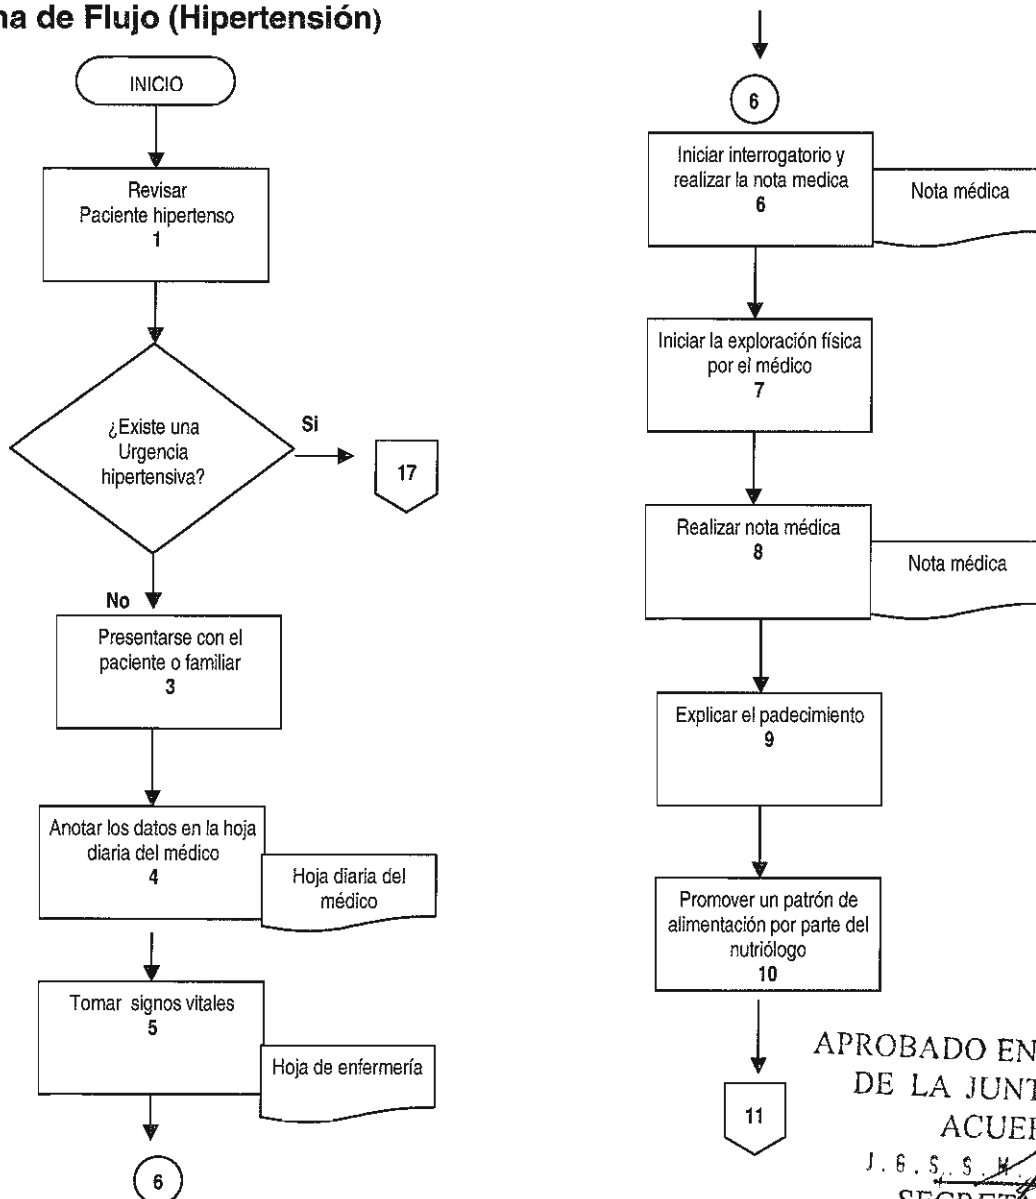 na de Flujo (Hipertensión)
INICIO
Revisar
Paciente hipertenso
1
¿Existe una
Urgencia
hipertensiva?
Si
17
No
Presentarse con el
paciente o familiar
3
Anotar los datos en la hoja
diaria del médico
4
Hoja diaria del
médico
Tomar signos vitales
5
Hoja de enfermería
6
6
Iniciar interrogatorio y
realizar la nota medica
6
Nota médica
Iniciar la exploración física
por el médico
7
Realizar nota médica
8
Nota médica
Explicar el padecimiento
9
Promover un patrón de
alimentación por parte del
nutriólogo
10
11
APROBADO EN
DE LA JUNT
ACUE
SECRET